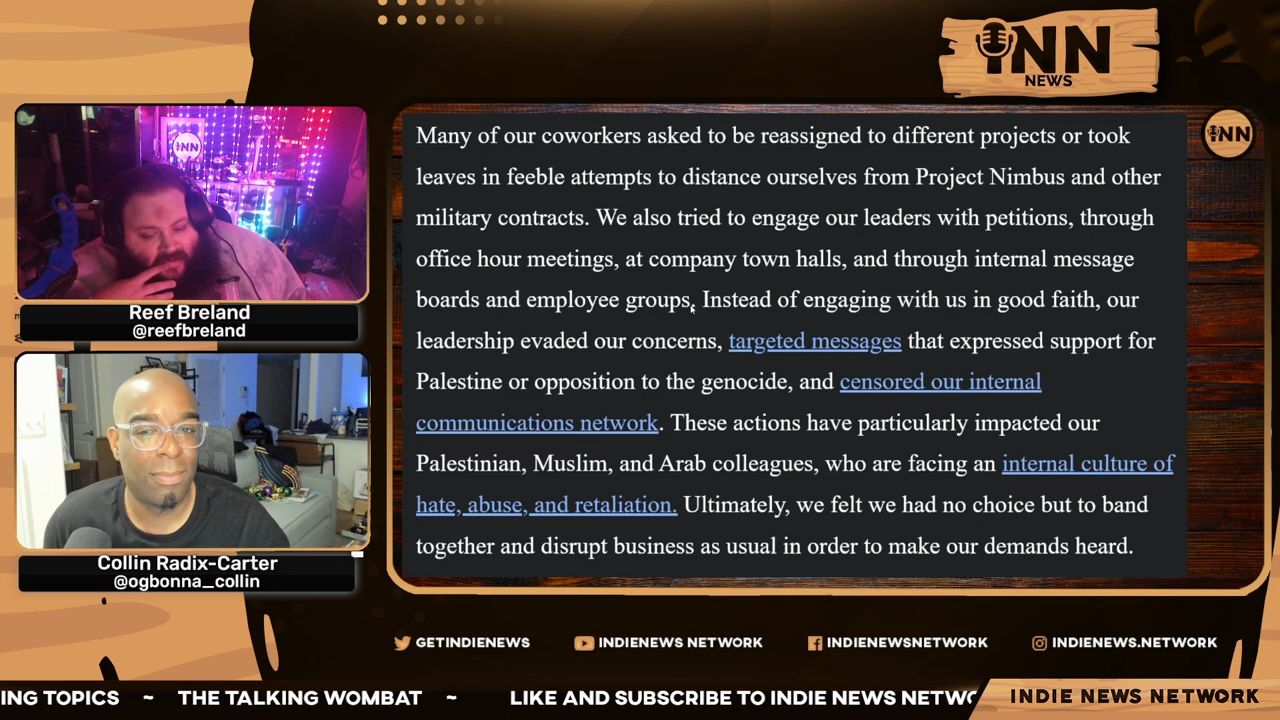 iNN
NEWS
iNN
iNN
Reef Breland
@reefbreland
Collin Radix-Carter
@ogbonna_collin
Many of our coworkers asked to be reassigned to different projects or took
leaves in feeble attempts to distance ourselves from Project Nimbus and other
military contracts. We also tried to engage our leaders with petitions, through
office hour meetings, at company town halls, and through internal message
boards and employee groups. Instead of engaging with us in good faith, our
leadership evaded our concerns, targeted messages that expressed support for
Palestine or opposition to the genocide, and censored our internal
communications network. These actions have particularly impacted our
Palestinian, Muslim, and Arab colleagues, who are facing an internal culture of
hate, abuse, and retaliation. Ultimately, we felt we had no choice but to band
together and disrupt business as usual in order to make our demands heard.
GETINDIENEWS
INDIENEWS NETWORK
INDIENEWSNETWORK
INDIENEWS.NETWORK
ING TOPICS ~ THE TALKING WOMBAT ~ LIKE AND SUBSCRIBE TO INDIE NEWS NETWO
INDIE NEWS NETWORK